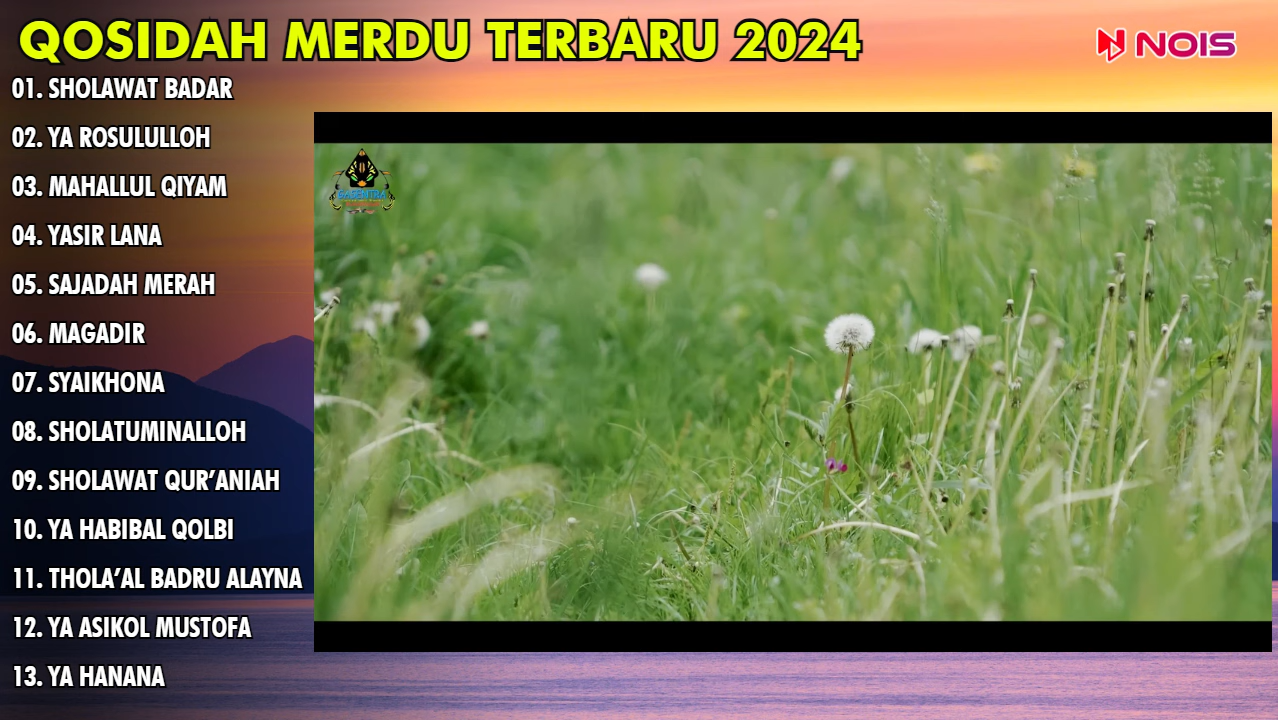 QOSIDAH MERDU TERBARU 2024
NOIS
01. SHOLAWAT BADAR
02. YA ROSULULLOH
03. MAHALLUL QIYAM
04. YASIR LANA
05. SAJADAH MERAH
06. MAGADIR
07. SYAIKHONA
08. SHOLATUMINALLOH
09. SHOLAWAT QUR’ANIAH
10. YA HABIBAL QOLBI
11. THOLA’AL BADRU ALAYNA
12. YA ASIKOL MUSTOFA
13. YA HANANA